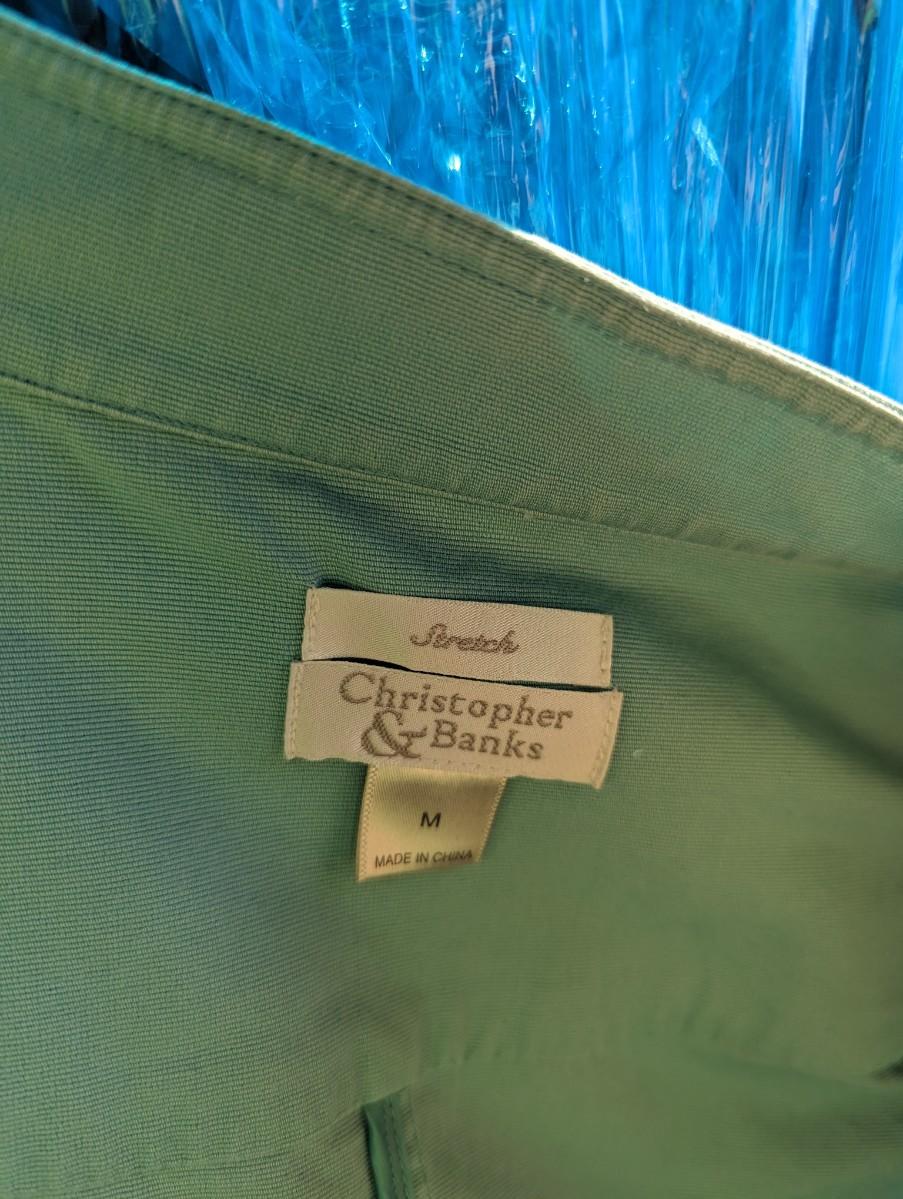 Stretch
Christopher
& Banks
M
MADE IN CHINA